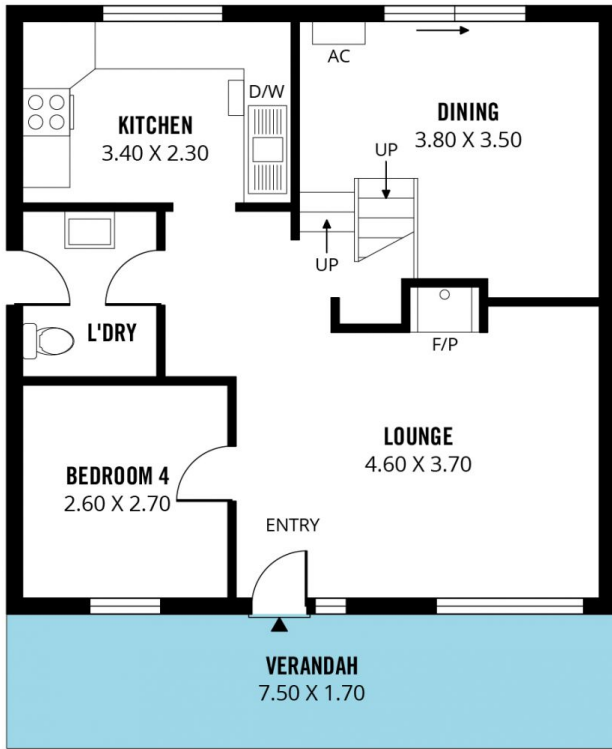 AC
D/W
KITCHEN
3.40 X 2.30
DINING
3.80 X 3.50
UP
UP
L'DRY
F/P
LOUNGE
4.60 X 3.70
BEDROOM 4
2.60 X 2.70
ENTRY
VERANDAH
7.50 X 1.70